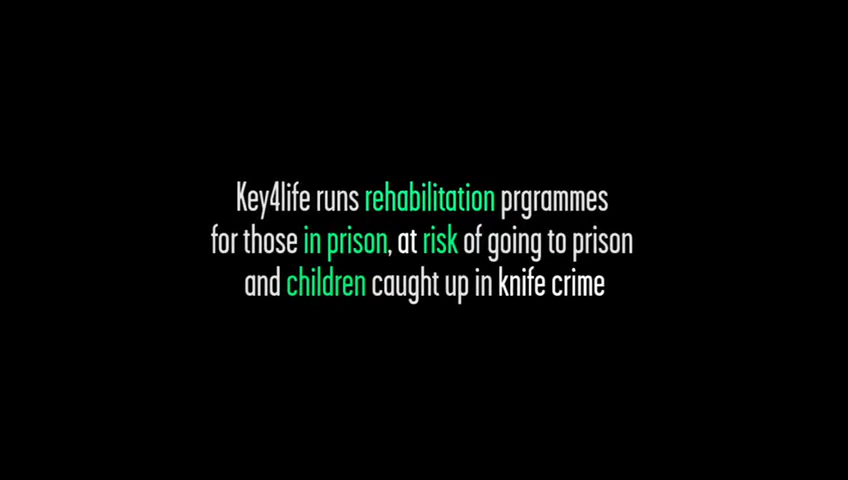 Key4life runs rehabilitation prgrammes
for those in prison, at risk of going to prison
and children caught up in knife crime